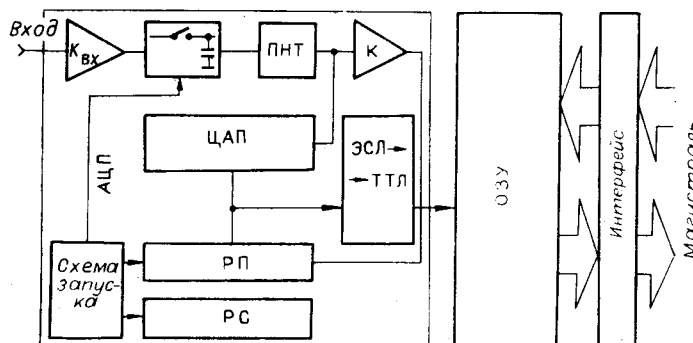 Вход
Kвх
ПНТ
К
АЦП
ЦАП
ЭСЛ→
←ТТЛ
ОЗУ
Интерфейс
Магистраль
Схема
запус-
ка
РП
РС